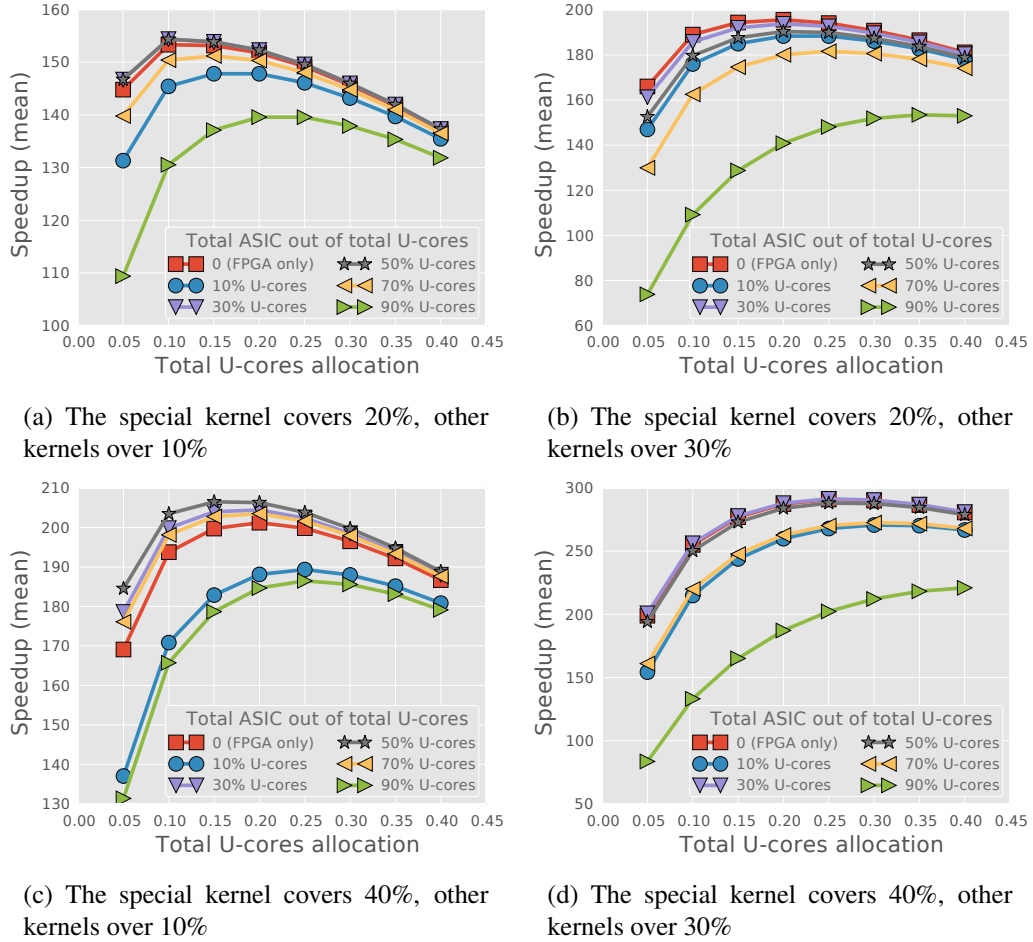 160
150
140
130
120
110
100
Speedup (mean)
Total ASIC out of total U-cores
0 (FPGA only)
10% U-cores
30% U-cores
50% U-cores
70% U-cores
90% U-cores
0.00 0.05 0.10 0.15 0.20 0.25 0.30 0.35 0.40 0.45
Total U-cores allocation
(a) The special kernel covers 20%, other
kernels over 10%
200
180
160
140
120
100
80
60
Speedup (mean)
Total ASIC out of total U-cores
0 (FPGA only)
10% U-cores
30% U-cores
50% U-cores
70% U-cores
90% U-cores
0.00 0.05 0.10 0.15 0.20 0.25 0.30 0.35 0.40 0.45
Total U-cores allocation
(b) The special kernel covers 20%, other
kernels over 30%
210
200
190
180
170
160
150
140
130
Speedup (mean)
Total ASIC out of total U-cores
0 (FPGA only)
10% U-cores
30% U-cores
50% U-cores
70% U-cores
90% U-cores
0.00 0.05 0.10 0.15 0.20 0.25 0.30 0.35 0.40 0.45
Total U-cores allocation
(c) The special kernel covers 40%, other
kernels over 10%
300
250
200
150
100
50
Speedup (mean)
Total ASIC out of total U-cores
0 (FPGA only)
10% U-cores
30% U-cores
50% U-cores
70% U-cores
90% U-cores
0.00 0.05 0.10 0.15 0.20 0.25 0.30 0.35 0.40 0.45
Total U-cores allocation
(d) The special kernel covers 40%, other
kernels over 30%